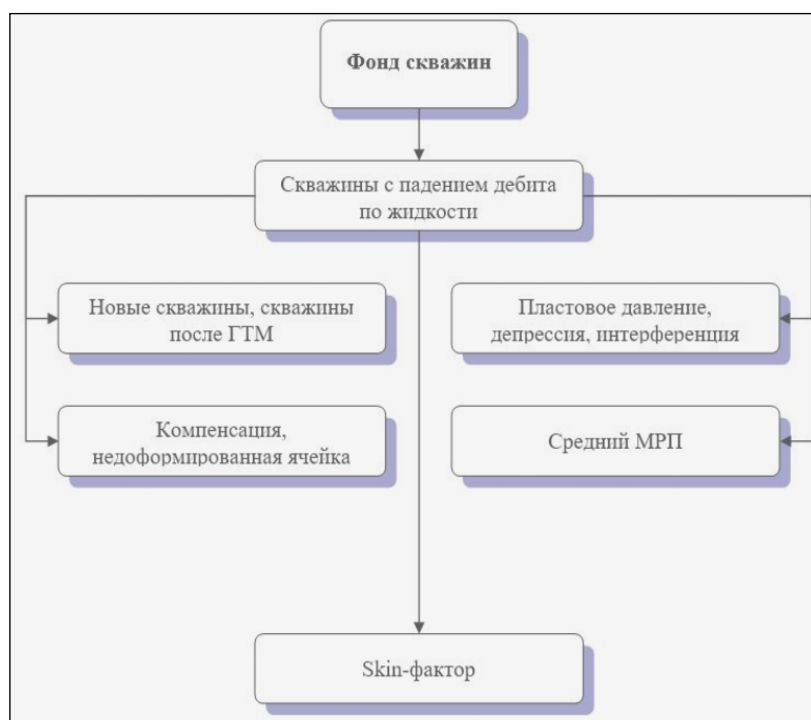 Фонд скважин
Скважины с падением дебита
по жидкости
Новые скважины, скважины
после ГТМ
Пластовое давление,
депрессия, интерференция
Компенсация,
недоформированная ячейка
Средний МРП
Skin-фактор